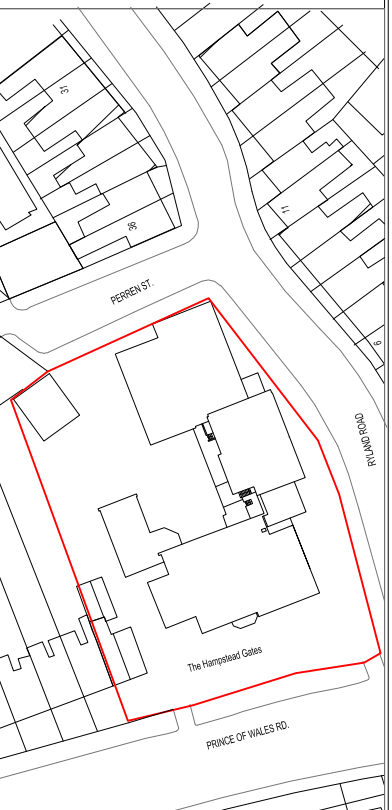 31
36
11
PERREN ST.
6
RYLAND ROAD
The Hampstead Gates
PRINCE OF WALES RD.